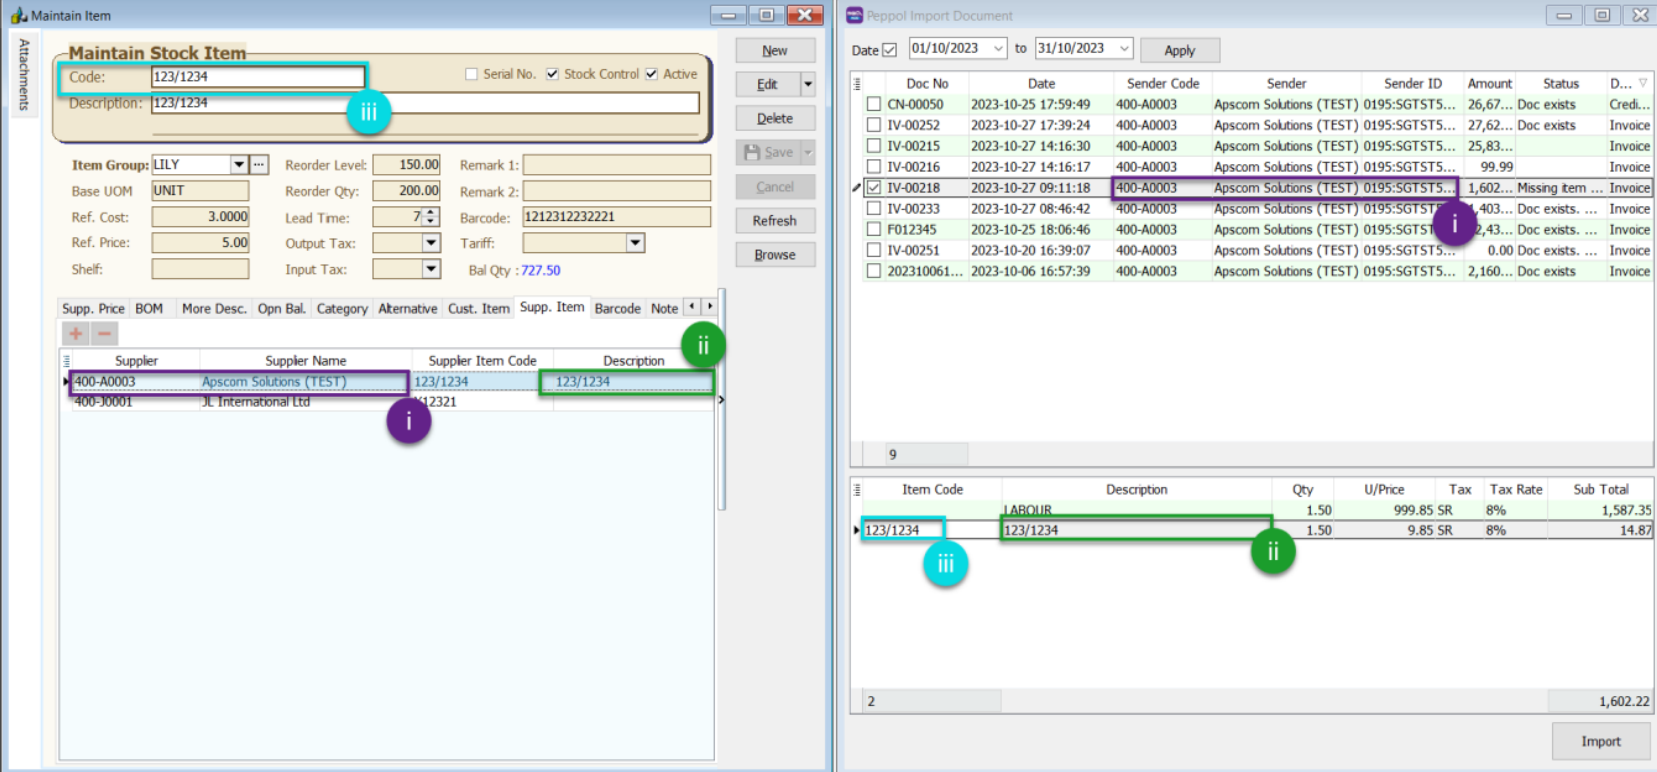 Maintain Item
Attachments
Maintain Stock Item
Code: 123/1234
Serial No. Stock Control Active
Description: 123/1234
iii
Item Group: LILY Reorder Level: 150.00 Remark 1:
Base UOM UNIT Reorder Qty: 200.00 Remark 2:
Ref. Cost: 3.0000 Lead Time: 7 Barcode: 1212312232221
Ref. Price: 5.00 Output Tax: Tariff:
Shelf: Input Tax: Bal Qty : 727.50
New
Edit
Delete
Save
Cancel
Refresh
Browse
Supp. Price BOM More Desc. Opn Bal. Category Alternative Cust. Item Supp. Item Barcode Note
ii
Supplier Supplier Name Supplier Item Code Description
400-A0003 Apscom Solutions (TEST) 123/1234 123/1234
400-J0001 JL International Ltd 12321
i
Peppol Import Document
Date 01/10/2023 to 31/10/2023 Apply
Doc No Date Sender Code Sender Sender ID Amount Status D...
CN-00050 2023-10-25 17:59:49 400-A0003 Apscom Solutions (TEST) 0195:SGTST5... 26,67... Doc exists Credi...
IV-00252 2023-10-27 17:39:24 400-A0003 Apscom Solutions (TEST) 0195:SGTST5... 27,62... Doc exists Invoice
IV-00215 2023-10-27 14:16:30 400-A0003 Apscom Solutions (TEST) 0195:SGTST5... 25,83... Invoice
IV-00216 2023-10-27 14:16:17 400-A0003 Apscom Solutions (TEST) 0195:SGTST5... 99.99 Invoice
IV-00218 2023-10-27 09:11:18 400-A0003 Apscom Solutions (TEST) 0195:SGTST5... 1,602... Missing item ... Invoice
IV-00233 2023-10-27 08:46:42 400-A0003 Apscom Solutions (TEST) 0195:SGTST5... ,403... Doc exists. ... Invoice
F012345 2023-10-25 18:06:46 400-A0003 Apscom Solutions (TEST) 0195:SGTST 2,43... Doc exists. ... Invoice
IV-00251 2023-10-20 16:39:07 400-A0003 Apscom Solutions (TEST) 0195:SGTST5... 0.00 Doc exists. ... Invoice
202310061... 2023-10-06 16:57:39 400-A0003 Apscom Solutions (TEST) 0195:SGTST5... 2,160... Doc exists Invoice
i
9
Item Code Description Qty U/Price Tax Tax Rate Sub Total
LABOUR 1.50 999.85 SR 8% 1,587.35
123/1234 123/1234 1.50 9.85 SR 8% 14.87
iii
ii
2 1,602.22
Import